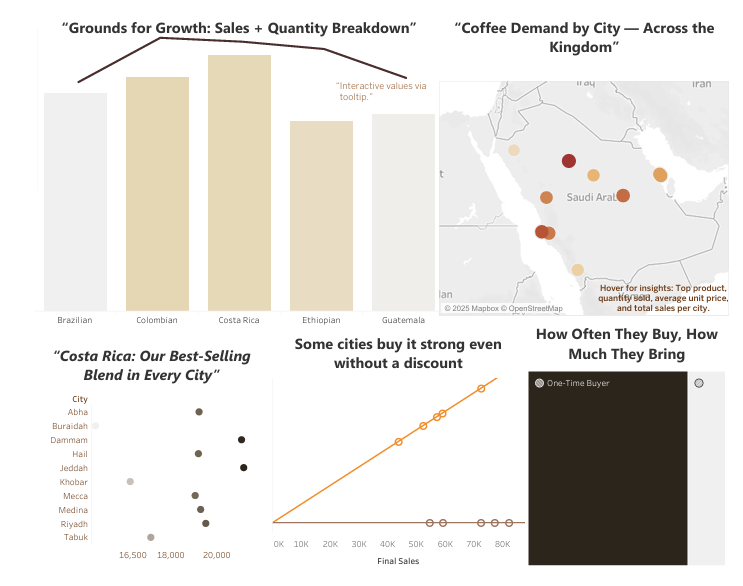 “Grounds for Growth: Sales + Quantity Breakdown”
“Interactive values via
tooltip.”
Brazilian
Colombian
Costa Rica
Ethiopian
Guatemala
“Coffee Demand by City — Across the
Kingdom”
Iraq
Iran
Saudi Arab
Hover for insights: Top product,
quantity sold, average unit price,
and total sales per city.
© 2025 Mapbox © OpenStreetMap
“Costa Rica: Our Best-Selling
Blend in Every City”
City
Abha
Buraidah
Dammam
Hail
Jeddah
Khobar
Mecca
Medina
Riyadh
Tabuk
16,500 18,000 20,000
Some cities buy it strong even
without a discount
0K 10K 20K 30K 40K 50K 60K 70K 80K
Final Sales
How Often They Buy, How
Much They Bring
One-Time Buyer